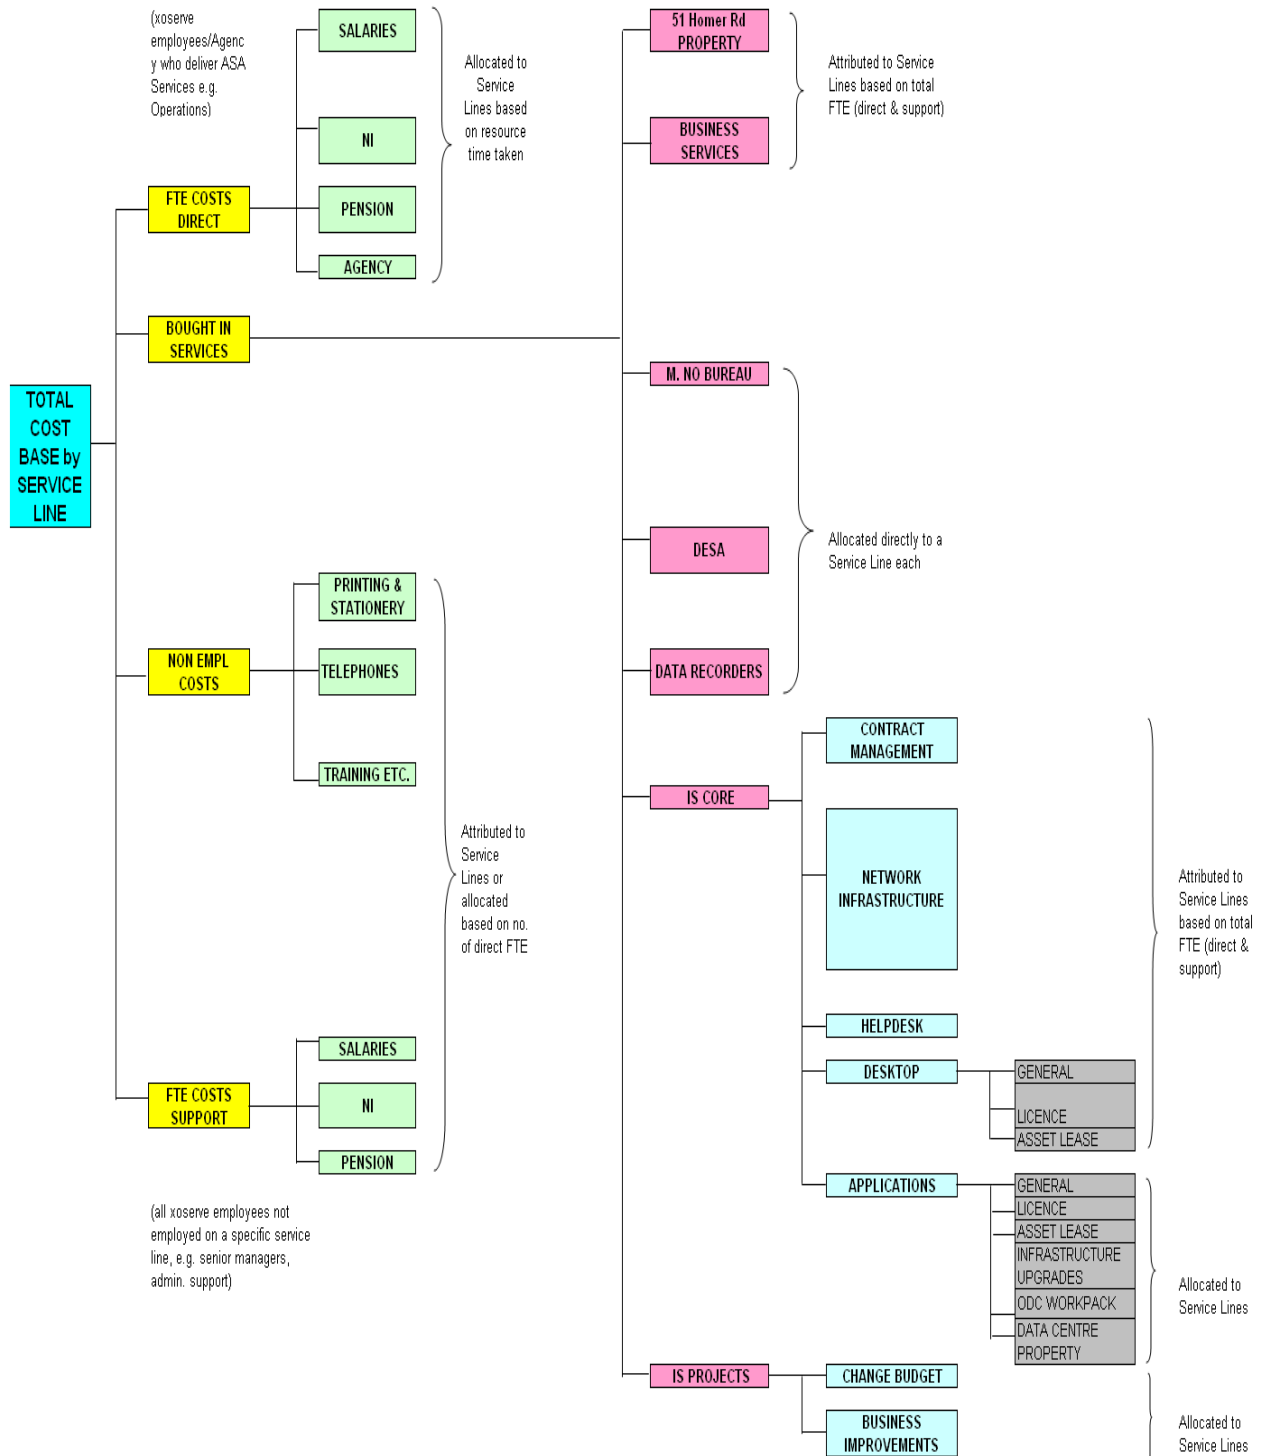 (xoserve
employees/Agenc
y who deliver ASA
Services e.g.
Operations)
SALARIES
NI
PENSION
AGENCY
Allocated to
Service
Lines based
on resource
time taken
FTE COSTS
DIRECT
BOUGHT IN
SERVICES
TOTAL
COST
BASE by
SERVICE
LINE
NON EMPL
COSTS
PRINTING &
STATIONERY
TELEPHONES
TRAINING ETC.
Attributed to
Service
Lines or
allocated
based on no.
of direct FTE
FTE COSTS
SUPPORT
SALARIES
NI
PENSION
(all xoserve employees not
employed on a specific service
line, e.g. senior managers,
admin. support)
51 Homer Rd
PROPERTY
BUSINESS
SERVICES
Attributed to Service
Lines based on total
FTE (direct & support)
M. NO BUREAU
DESA
DATA RECORDERS
Allocated directly to a
Service Line each
IS CORE
CONTRACT
MANAGEMENT
NETWORK
INFRASTRUCTURE
HELPDESK
DESKTOP
GENERAL
LICENCE
ASSET LEASE
Attributed to
Service Lines
based on total
FTE (direct &
support)
APPLICATIONS
GENERAL
LICENCE
ASSET LEASE
INFRASTRUCTURE
UPGRADES
ODC WORKPACK
DATA CENTRE
PROPERTY
Allocated to
Service Lines
IS PROJECTS
CHANGE BUDGET
BUSINESS
IMPROVEMENTS
Allocated to
Service Lines